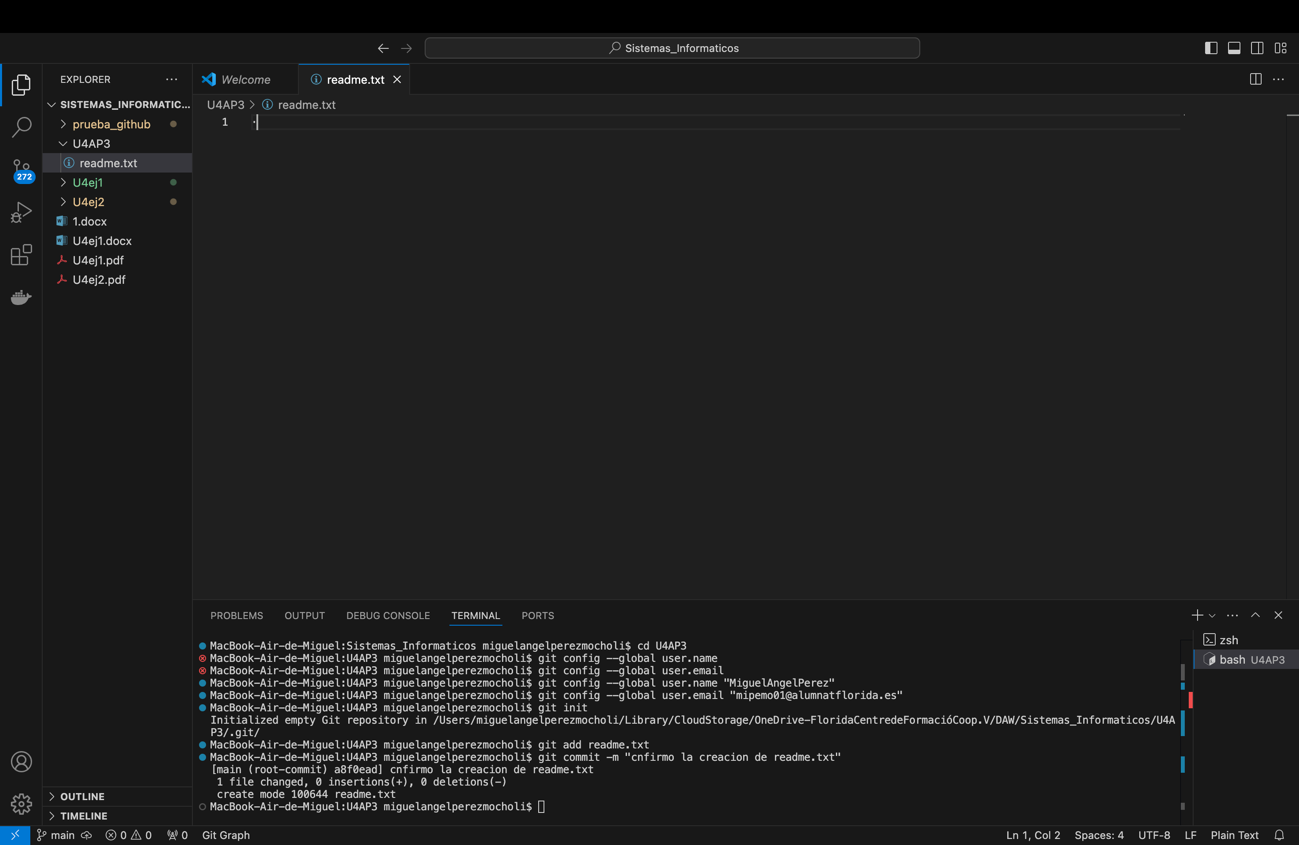 Sistemas_Informaticos
EXPLORER
Welcome
readme.txt
SISTEMAS_INFORMATIC...
U4AP3 > readme.txt
prueba_github
1
U4AP3
readme.txt
272
U4ej1
U4ej2
1.docx
U4ej1.docx
U4ej1.pdf
U4ej2.pdf
PROBLEMS OUTPUT DEBUG CONSOLE TERMINAL PORTS
zsh
bash U4AP3
MacBook-Air-de-Miguel:Sistemas_Informaticos miguelangelperezmocholi$ cd U4AP3
MacBook-Air-de-Miguel:U4AP3 miguelangelperezmocholi$ git config --global user.name
MacBook-Air-de-Miguel:U4AP3 miguelangelperezmocholi$ git config --global user.email
MacBook-Air-de-Miguel:U4AP3 miguelangelperezmocholi$ git config --global user.name "MiguelAngelPerez"
MacBook-Air-de-Miguel:U4AP3 miguelangelperezmocholi$ git config --global user.email "mipemo01@alumnatflorida.es"
MacBook-Air-de-Miguel:U4AP3 miguelangelperezmocholi$ git init
Initialized empty Git repository in /Users/miguelangelperezmocholi/Library/CloudStorage/OneDrive-FloridaCentredeFormacióCoop.V/DAW/Sistemas_Informaticos/U4A
P3/.git/
MacBook-Air-de-Miguel:U4AP3 miguelangelperezmocholi$ git add readme.txt
MacBook-Air-de-Miguel:U4AP3 miguelangelperezmocholi$ git commit -m "cnfirmo la creacion de readme.txt"
[main (root-commit) a8f0ead] cnfirmo la creacion de readme.txt
1 file changed, 0 insertions(+), 0 deletions(-)
create mode 100644 readme.txt
MacBook-Air-de-Miguel:U4AP3 miguelangelperezmocholi$
OUTLINE
TIMELINE
main 0 0 0 Git Graph Ln 1, Col 2 Spaces: 4 UTF-8 LF Plain Text